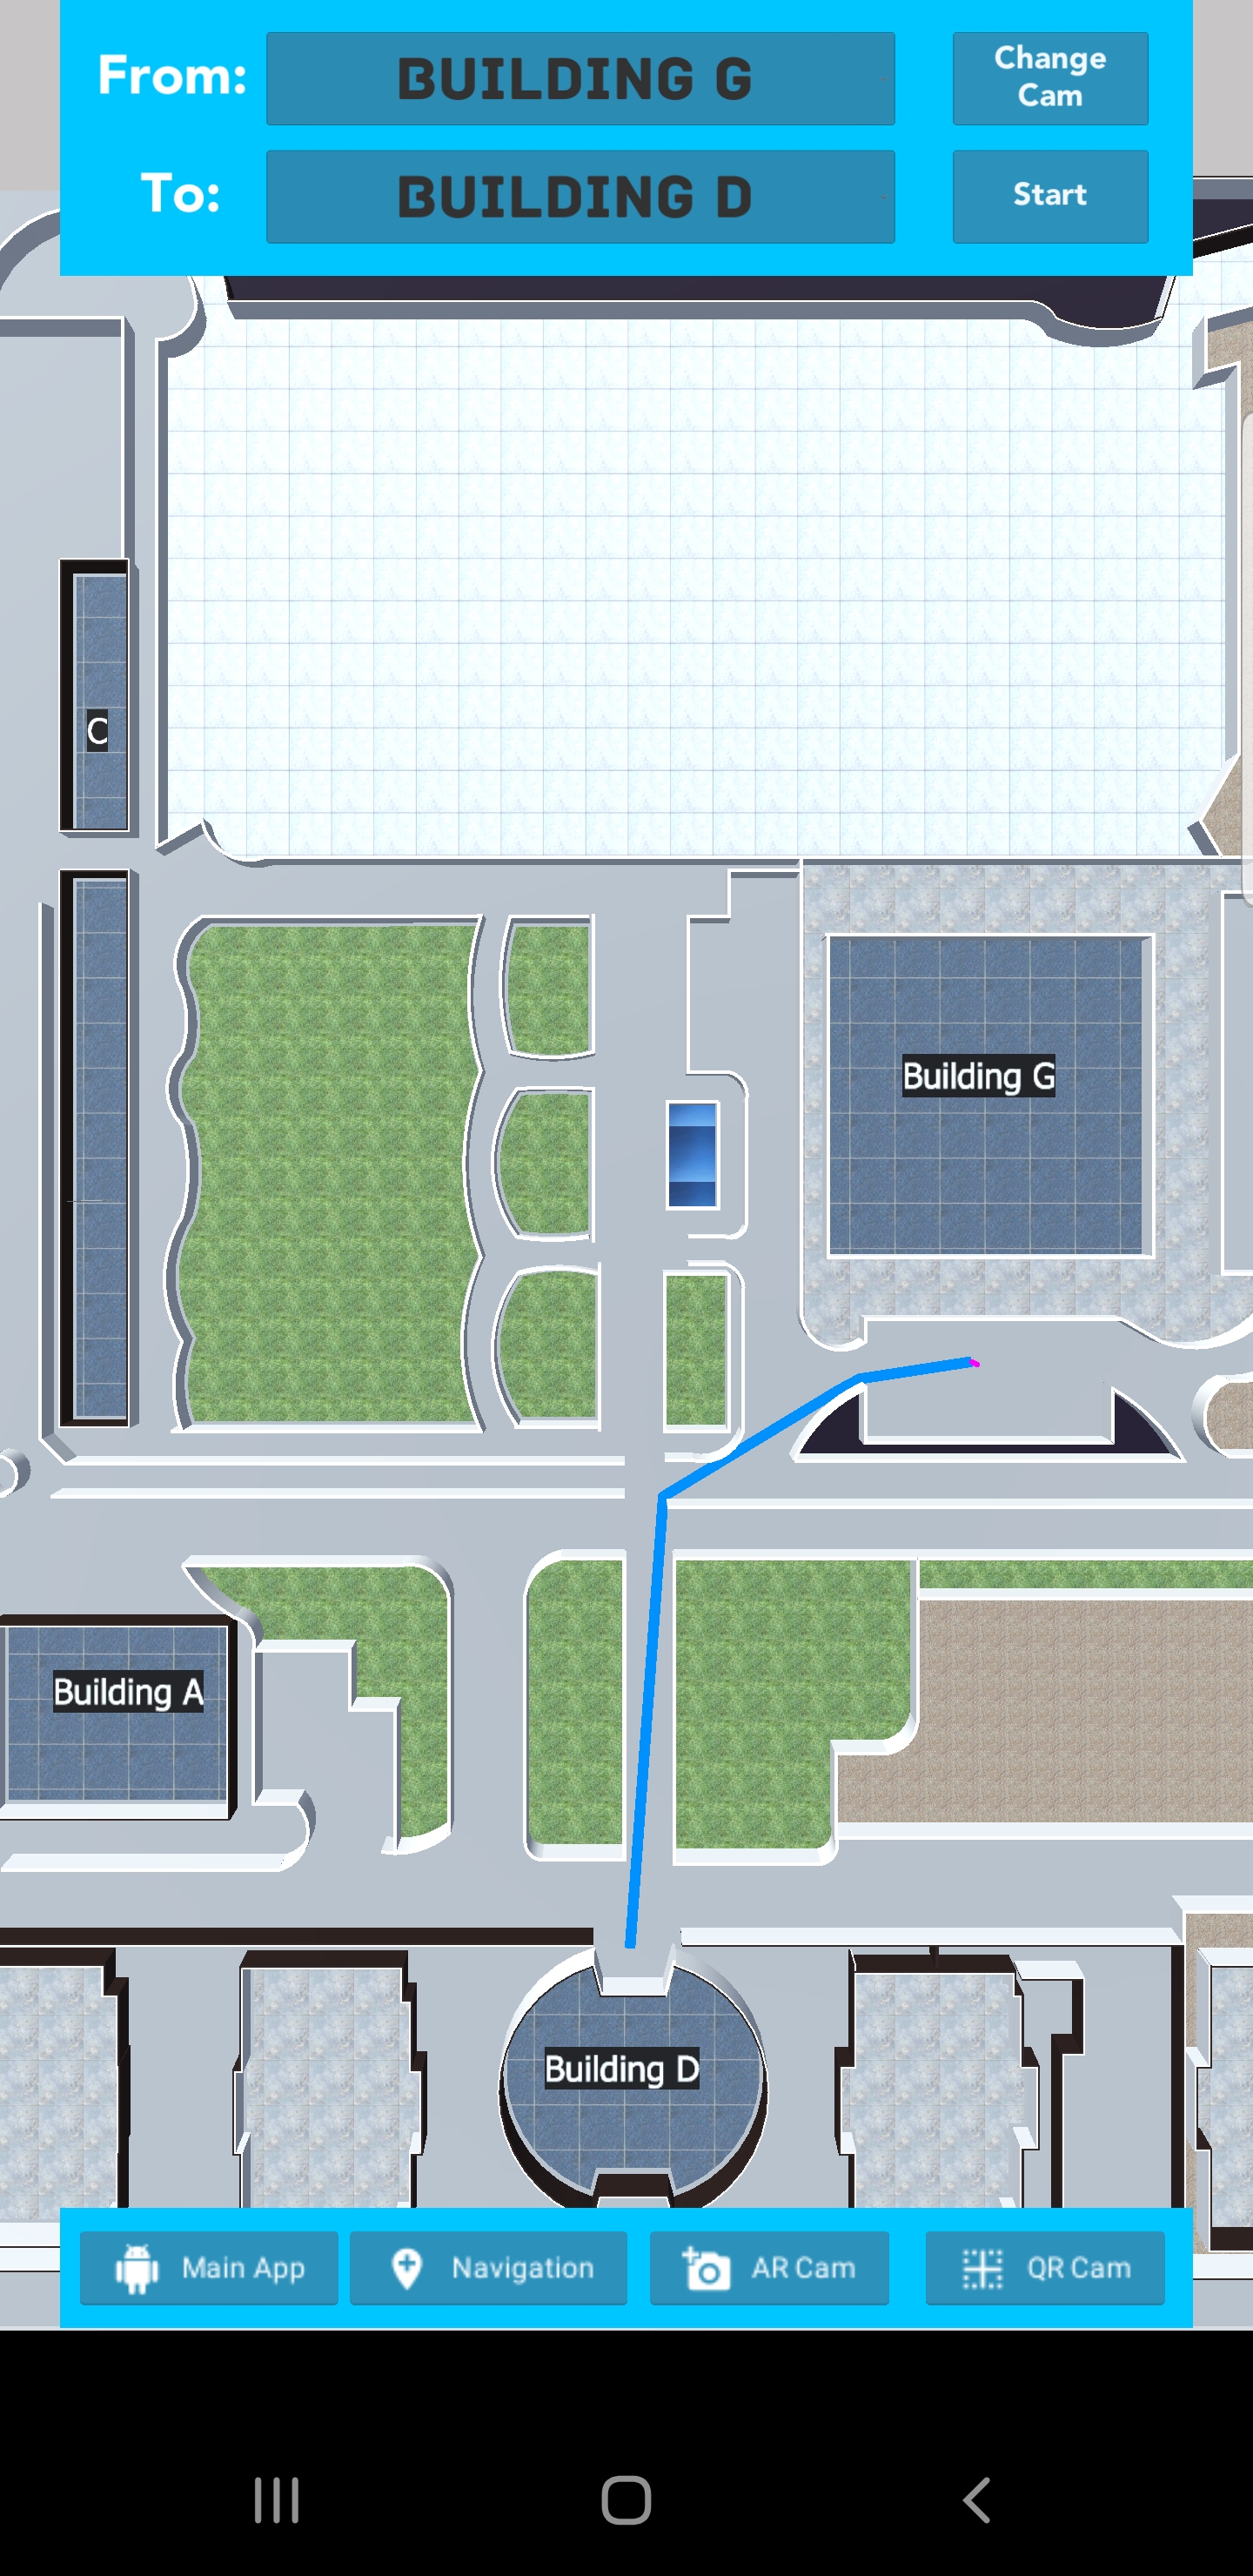 From:
BUILDING G
Change
Cam
To:
BUILDING D
Start
C
Building G
Building A
Building D
Main App
Navigation
AR Cam
QR Cam